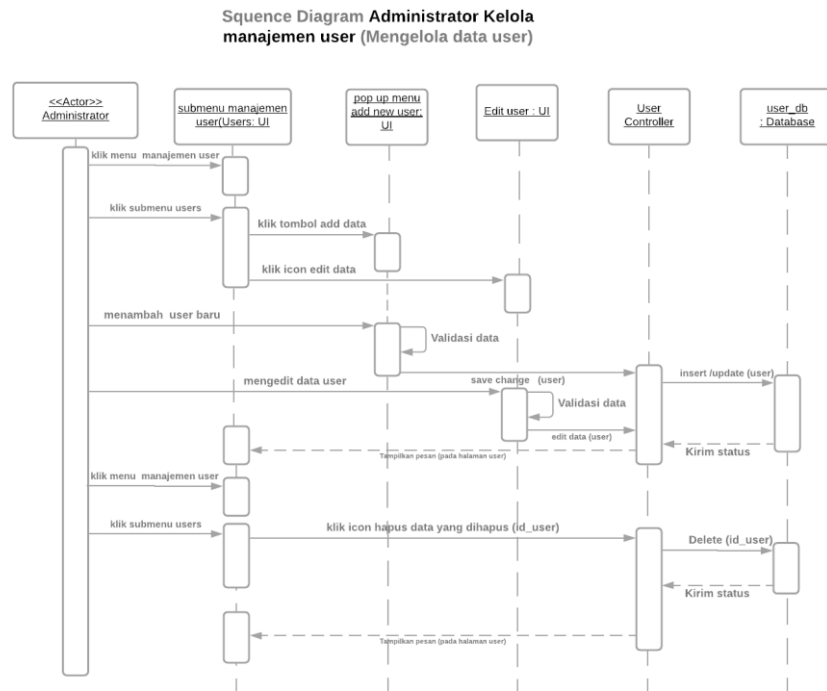 Squence Diagram Administrator Kelola
manajemen user (Mengelola data user)
<<Actor>>
Administrator
submenu manajemen
user(Users: UI
pop up menu
add new user:
UI
Edit user : UI
User
Controller
user_db
: Database
klik menu manajemen user
klik submenu users
klik tombol add data
klik icon edit data
menambah user baru
Validasi data
save change (user)
insert /update (user)
mengedit data user
Validasi data
edit data (user)
Kirim status
Tampilkan pesan (pada halaman user)
klik menu manajemen user
klik submenu users
klik icon hapus data yang dihapus (id_user)
Delete (id_user)
Kirim status
Tampilkan pesan (pada halaman user)